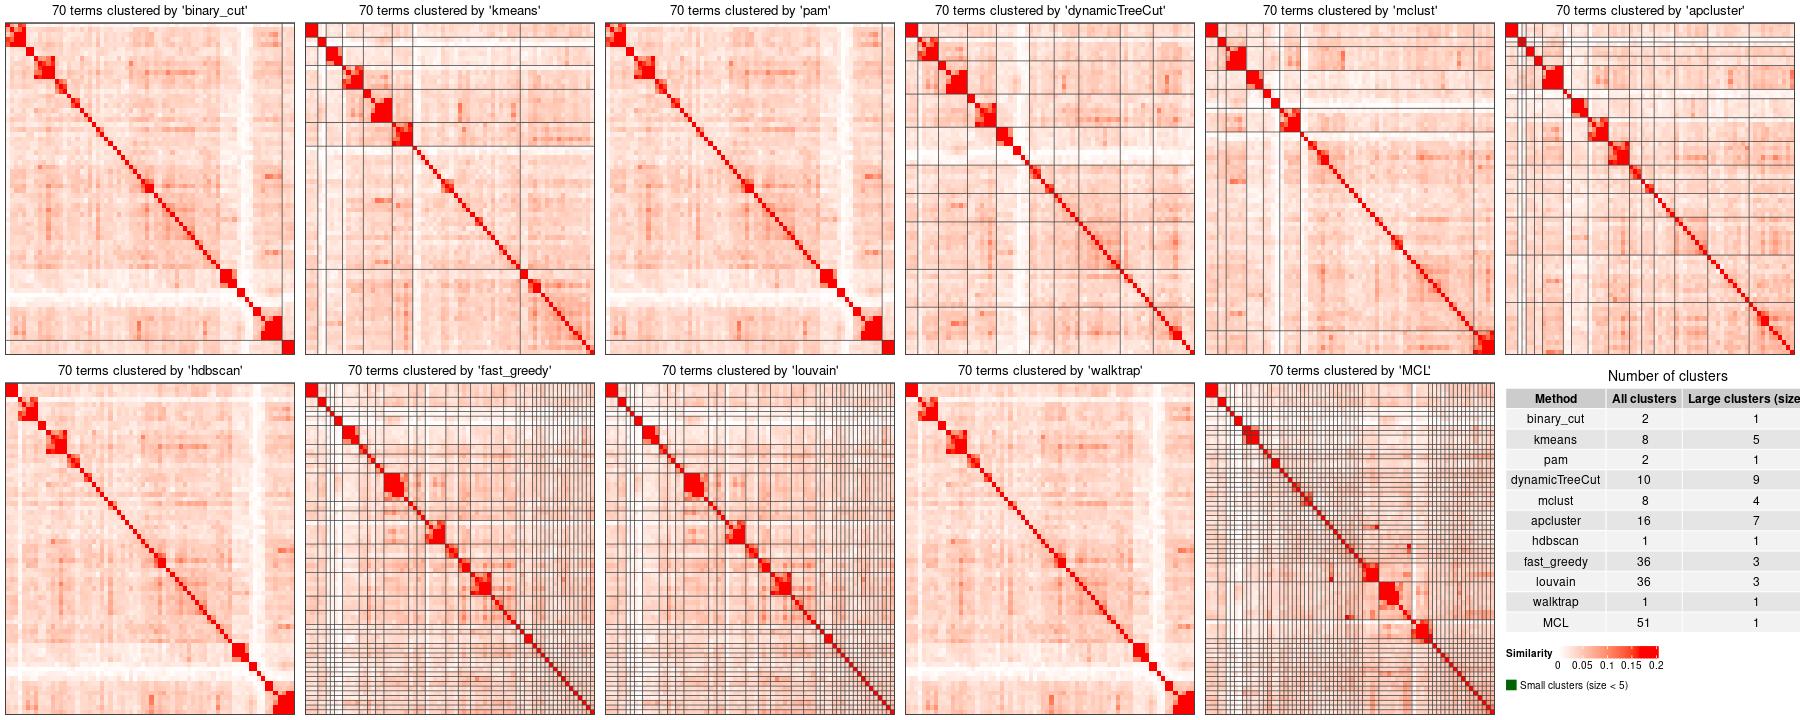 70 terms clustered by 'binary_cut'
70 terms clustered by 'kmeans'
70 terms clustered by 'pam'
70 terms clustered by 'dynamicTreeCut'
70 terms clustered by 'mclust'
70 terms clustered by 'apcluster'
70 terms clustered by 'hdbscan'
70 terms clustered by 'fast_greedy'
70 terms clustered by 'louvain'
70 terms clustered by 'walktrap'
70 terms clustered by 'MCL'
Number of clusters
Method All clusters Large clusters (size
binary_cut 2 1
kmeans 8 5
pam 2 1
dynamicTreeCut 10 9
mclust 8 4
apcluster 16 7
hdbscan 1 1
fast_greedy 36 3
louvain 36 3
walktrap 1 1
MCL 51 1
Similarity
0 0.05 0.1 0.15 0.2
Small clusters (size < 5)